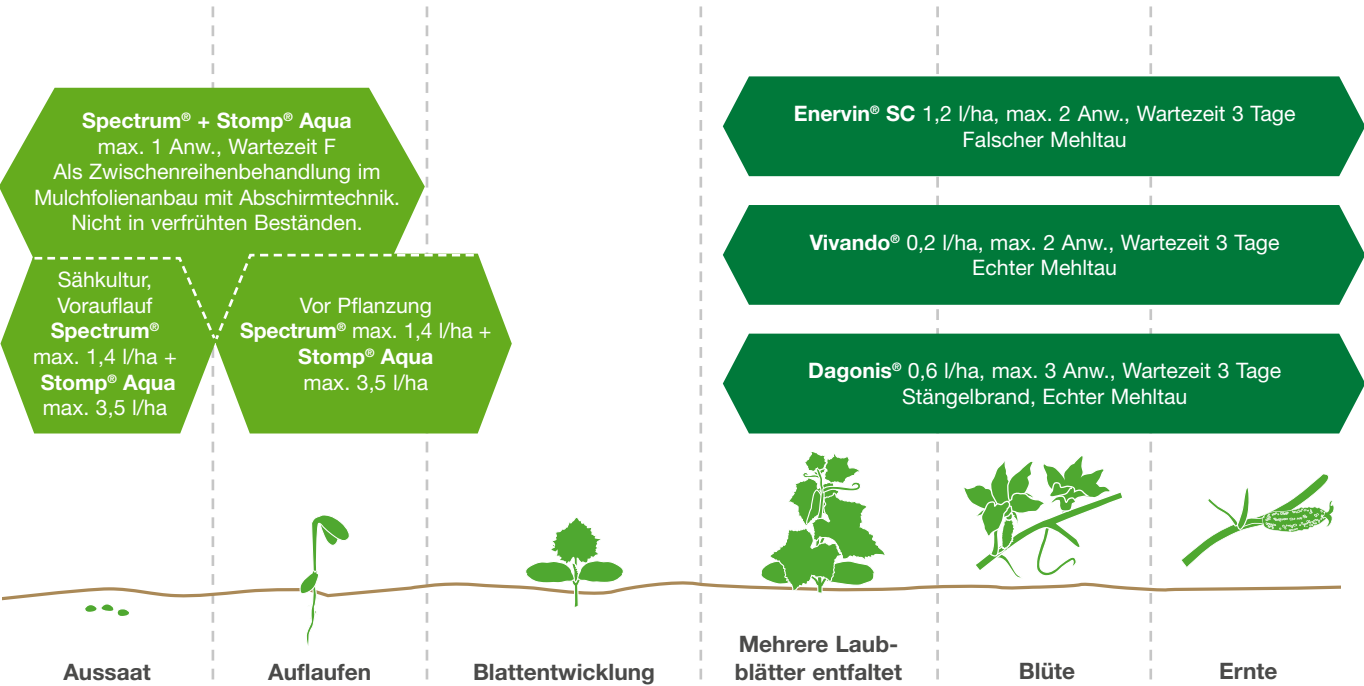 Spectrum® + Stomp® Aqua
max. 1 Anw., Wartezeit F
Als Zwischenreihenbehandlung im
Mulchfolienanbau mit Abschirmtechnik.
Nicht in verfrühten Beständen.
Sähkultur,
Vorauflauf
Spectrum®
max. 1,4 l/ha +
Stomp® Aqua
max. 3,5 l/ha
Vor Pflanzung
Spectrum® max. 1,4 l/ha +
Stomp® Aqua
max. 3,5 l/ha
Enervin® SC 1,2 l/ha, max. 2 Anw., Wartezeit 3 Tage
Falscher Mehltau
Vivando® 0,2 l/ha, max. 2 Anw., Wartezeit 3 Tage
Echter Mehltau
Dagonis® 0,6 l/ha, max. 3 Anw., Wartezeit 3 Tage
Stängelbrand, Echter Mehltau
Aussaat
Auflaufen
Blattentwicklung
Mehrere Laub-
blätter entfaltet
Blüte
Ernte